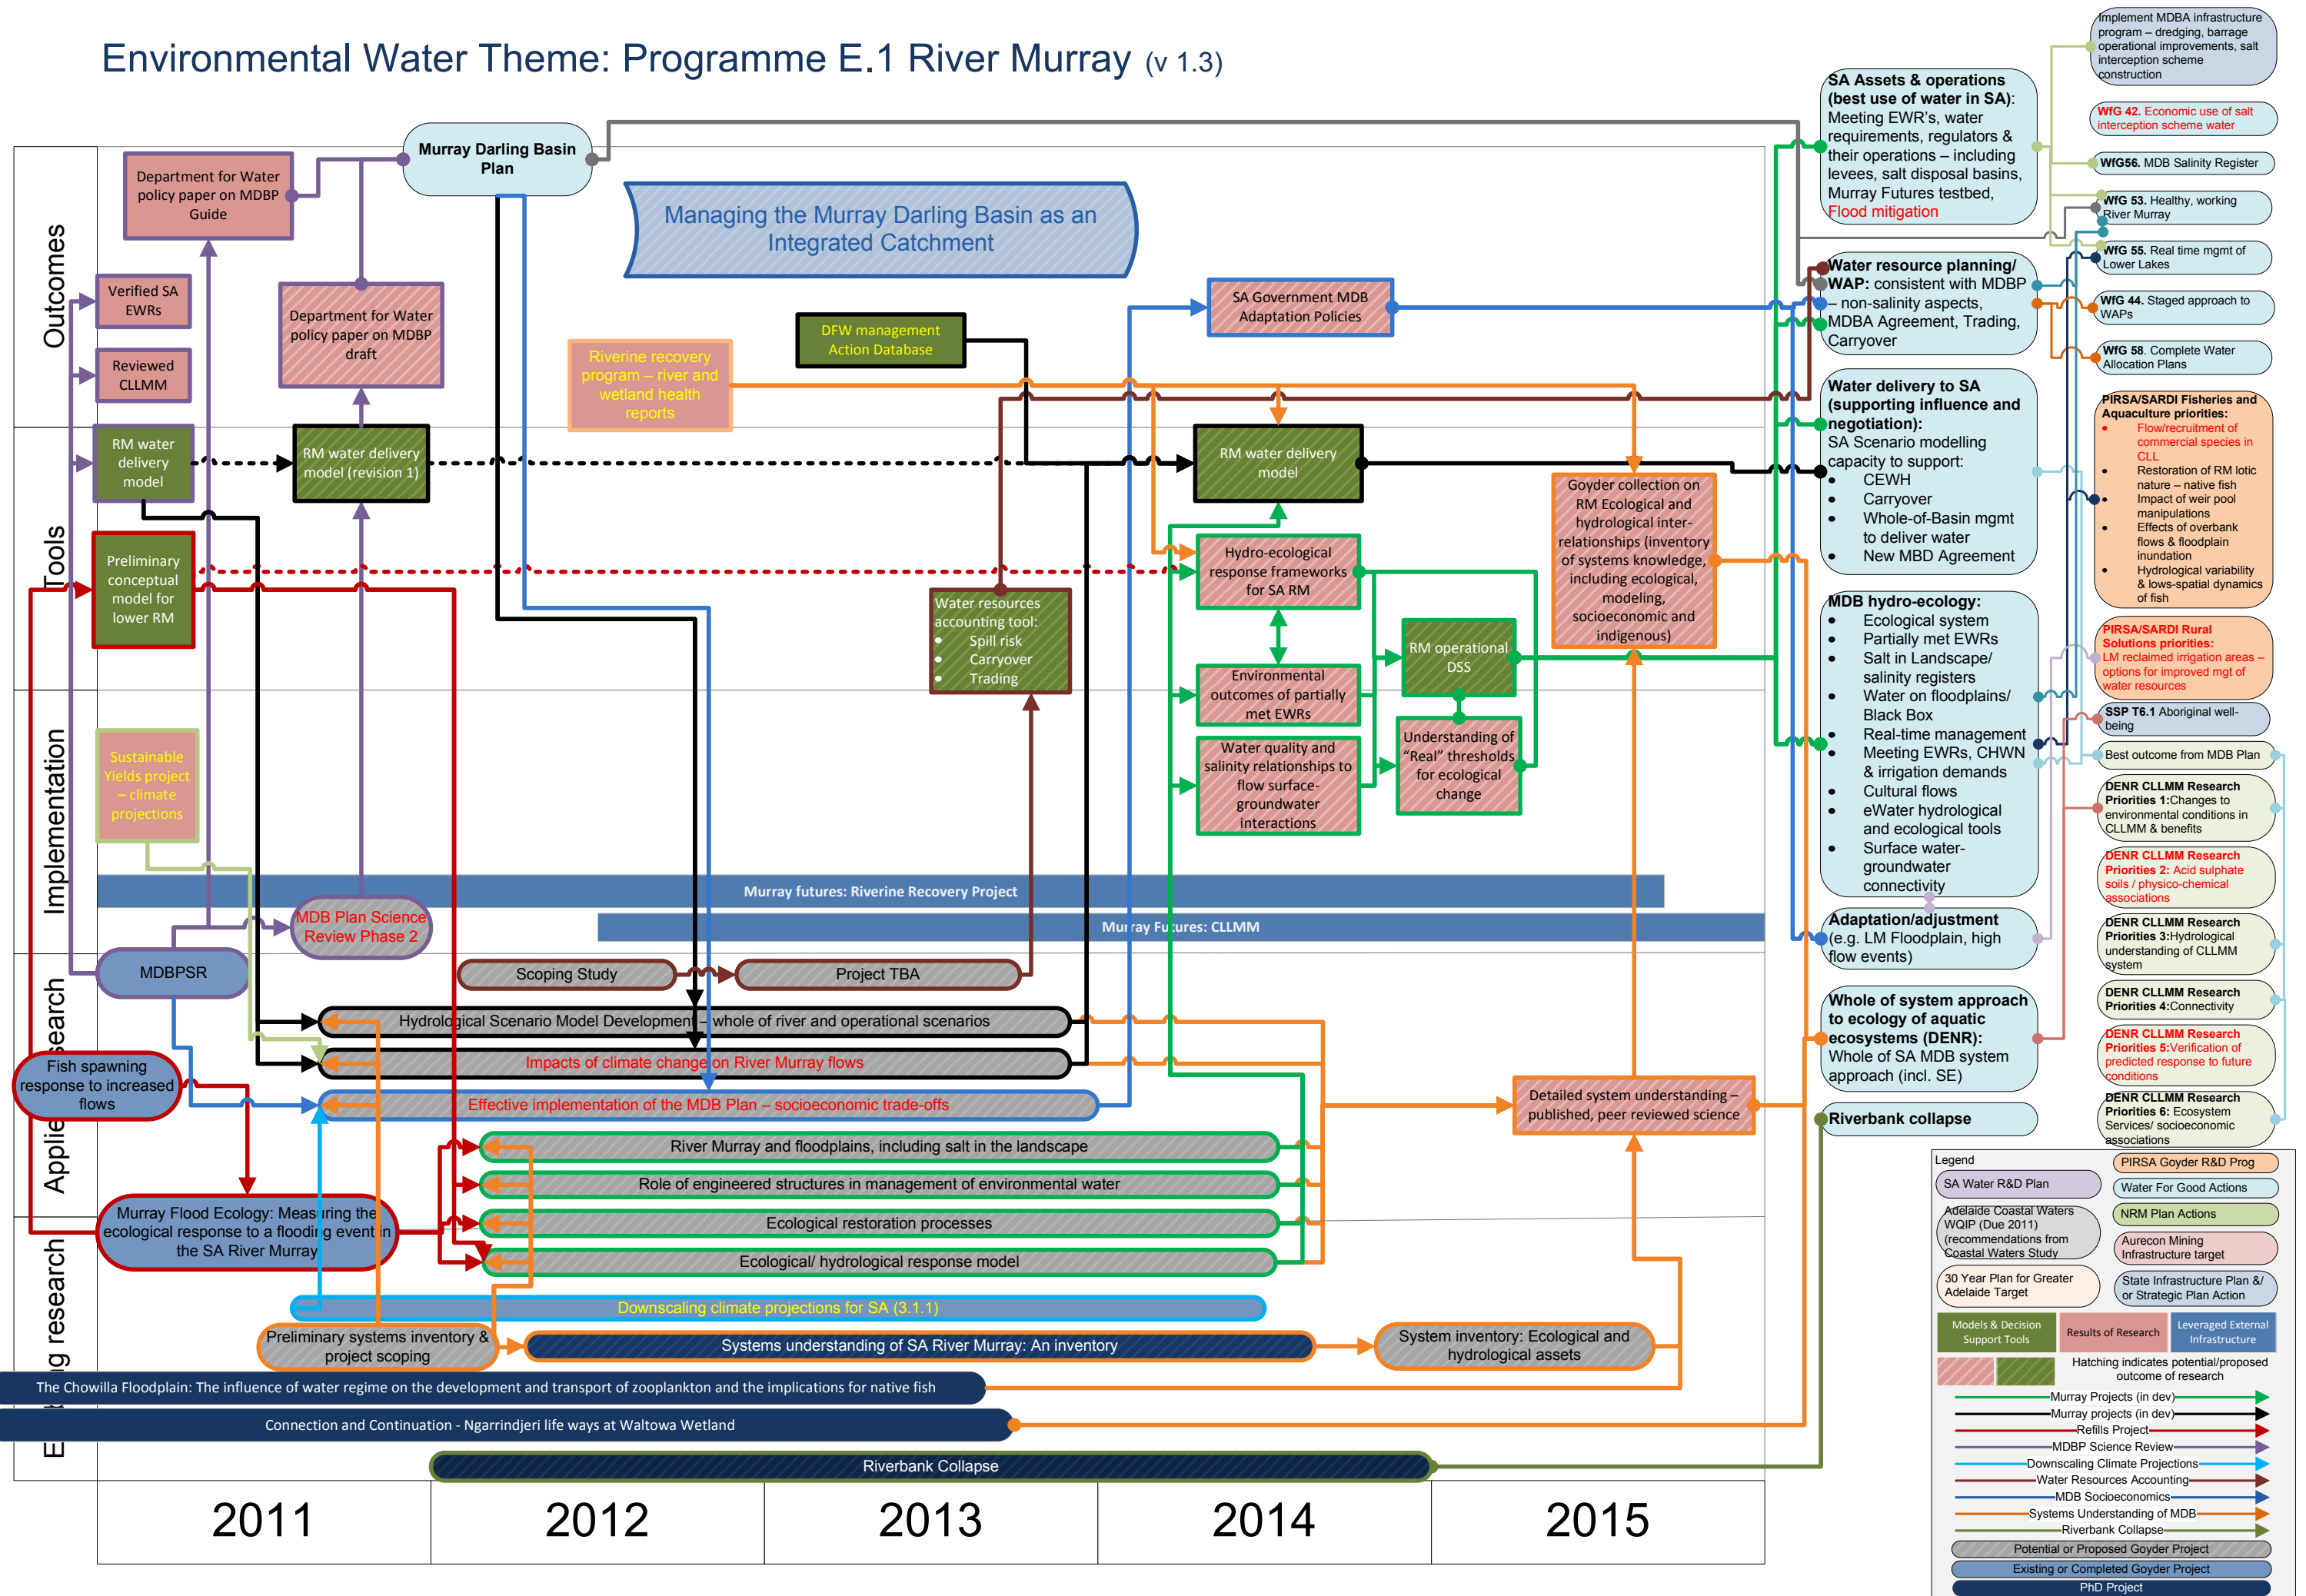 Environmental Water Theme: Programme E.1 River Murray (v 1.3)
Outcomes
Tools
Implementation
Applied research
research
Department for Water
policy paper on MDBP
Guide
Murray Darling Basin
Plan
Managing the Murray Darling Basin as an
Integrated Catchment
Verified SA
EWRs
Reviewed
CLLMM
Department for Water
policy paper on MDBP
draft
Riverine recovery
program – river and
wetland health
reports
DFW management
Action Database
SA Government MDB
Adaptation Policies
RM water
delivery
model
RM water delivery
model (revision 1)
RM water delivery
model
Preliminary
conceptual
model for
lower RM
Water resources
accounting tool:
• Spill risk
• Carryover
• Trading
Hydro-ecological
response frameworks
for SA RM
Environmental
outcomes of partially
met EWRs
Water quality and
salinity relationships to
flow surface-
groundwater
interactions
RM operational
DSS
Understanding of
“Real” thresholds
for ecological
change
Goyder collection on
RM Ecological and
hydrological inter-
relationships (inventory
of systems knowledge,
including ecological,
modeling,
socioeconomic and
indigenous)
Sustainable
Yields project
– climate
projections
Murray futures: Riverine Recovery Project
Murray Futures: CLLMM
MDB Plan Science
Review Phase 2
MDBPSR
Scoping Study
Project TBA
Hydrological Scenario Model Development – whole of river and operational scenarios
Impacts of climate change on River Murray flows
Effective implementation of the MDB Plan – socioeconomic trade-offs
Fish spawning
response to increased
flows
River Murray and floodplains, including salt in the landscape
Role of engineered structures in management of environmental water
Ecological restoration processes
Ecological/ hydrological response model
Murray Flood Ecology: Measuring the
ecological response to a flooding event in
the SA River Murray
Detailed system understanding –
published, peer reviewed science
Downscaling climate projections for SA (3.1.1)
Preliminary systems inventory &
project scoping
Systems understanding of SA River Murray: An inventory
System inventory: Ecological and
hydrological assets
The Chowilla Floodplain: The influence of water regime on the development and transport of zooplankton and the implications for native fish
Connection and Continuation - Ngarrindjeri life ways at Waltowa Wetland
Riverbank Collapse
2011
2012
2013
2014
2015
SA Assets & operations
(best use of water in SA):
Meeting EWR’s, water
requirements, regulators &
their operations – including
levees, salt disposal basins,
Murray Futures testbed,
Flood mitigation
Water resource planning/
WAP: consistent with MDBP
– non-salinity aspects,
MDBA Agreement, Trading,
Carryover
Water delivery to SA
(supporting influence and
negotiation):
SA Scenario modelling
capacity to support:
• CEWH
• Carryover
• Whole-of-Basin mgmt
to deliver water
• New MBD Agreement
MDB hydro-ecology:
• Ecological system
• Partially met EWRs
• Salt in Landscape/
salinity registers
• Water on floodplains/
Black Box
• Real-time management
• Meeting EWRs, CHWN
& irrigation demands
• Cultural flows
• eWater hydrological
and ecological tools
• Surface water-
groundwater
connectivity
Adaptation/adjustment
(e.g. LM Floodplain, high
flow events)
Whole of system approach
to ecology of aquatic
ecosystems (DENR):
Whole of SA MDB system
approach (incl. SE)
Riverbank collapse
Implement MDBA infrastructure
program – dredging, barrage
operational improvements, salt
interception scheme
construction
WfG 42. Economic use of salt
interception scheme water
WfG56. MDB Salinity Register
WfG 53. Healthy, working
River Murray
WfG 55. Real time mgmt of
Lower Lakes
WfG 44. Staged approach to
WAPs
WfG 58. Complete Water
Allocation Plans
PIRSA/SARDI Fisheries and
Aquaculture priorities:
• Flow/recruitment of
commercial species in
CLL
• Restoration of RM lotic
nature – native fish
• Impact of weir pool
manipulations
• Effects of overbank
flows & floodplain
inundation
• Hydrological variability
& lows-spatial dynamics
of fish
PIRSA/SARDI Rural
Solutions priorities:
LM reclaimed irrigation areas –
options for improved mgt of
water resources
SSP T6.1 Aboriginal well-
being
Best outcome from MDB Plan
DENR CLLMM Research
Priorities 1:Changes to
environmental conditions in
CLLMM & benefits
DENR CLLMM Research
Priorities 2: Acid sulphate
soils / physico-chemical
associations
DENR CLLMM Research
Priorities 3:Hydrological
understanding of CLLMM
system
DENR CLLMM Research
Priorities 4:Connectivity
DENR CLLMM Research
Priorities 5:Verification of
predicted response to future
conditions
DENR CLLMM Research
Priorities 6: Ecosystem
Services/ socioeconomic
associations
Legend
SA Water R&D Plan
Adelaide Coastal Waters
WQIP (Due 2011)
(recommendations from
Coastal Waters Study
30 Year Plan for Greater
Adelaide Target
PIRSA Goyder R&D Prog
Water For Good Actions
NRM Plan Actions
Aurecon Mining
Infrastructure target
State Infrastructure Plan &/
or Strategic Plan Action
Models & Decision
Support Tools
Results of Research
Leveraged External
Infrastructure
Hatching indicates potential/proposed
outcome of research
Murray Projects (in dev)
Murray projects (in dev)
Refills Project
MDBP Science Review
Downscaling Climate Projections
Water Resources Accounting
MDB Socioeconomics
Systems Understanding of MDB
Riverbank Collapse
Potential or Proposed Goyder Project
Existing or Completed Goyder Project
PhD Project